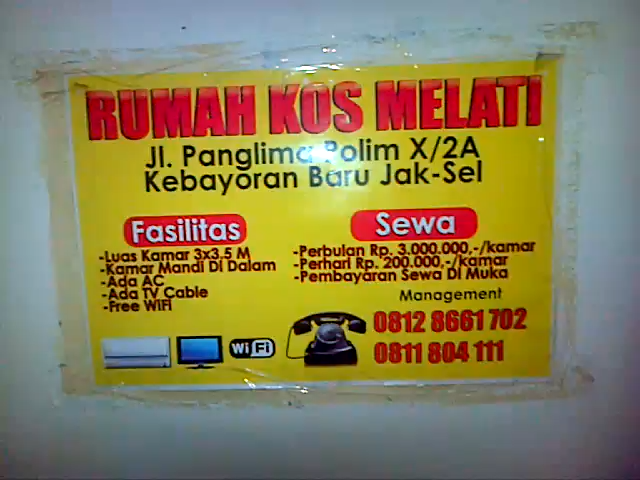 RUMAH KOS MELATI
Jl. Panglima Polim X/2A
Kebayoran Baru Jak-Sel
Fasilitas
-Luas Kamar 3x3.5 M
-Kamar Mandi Di Dalam
-Ada AC
-Ada TV Cable
-Free WIFI
Wi Fi
Sewa
-Perbulan Rp. 3.000.000,-/kamar
-Perhari Rp. 200.000,-/kamar
-Pembayaran Sewa Di Muka
Management
0812 8661 702
0811 804 111